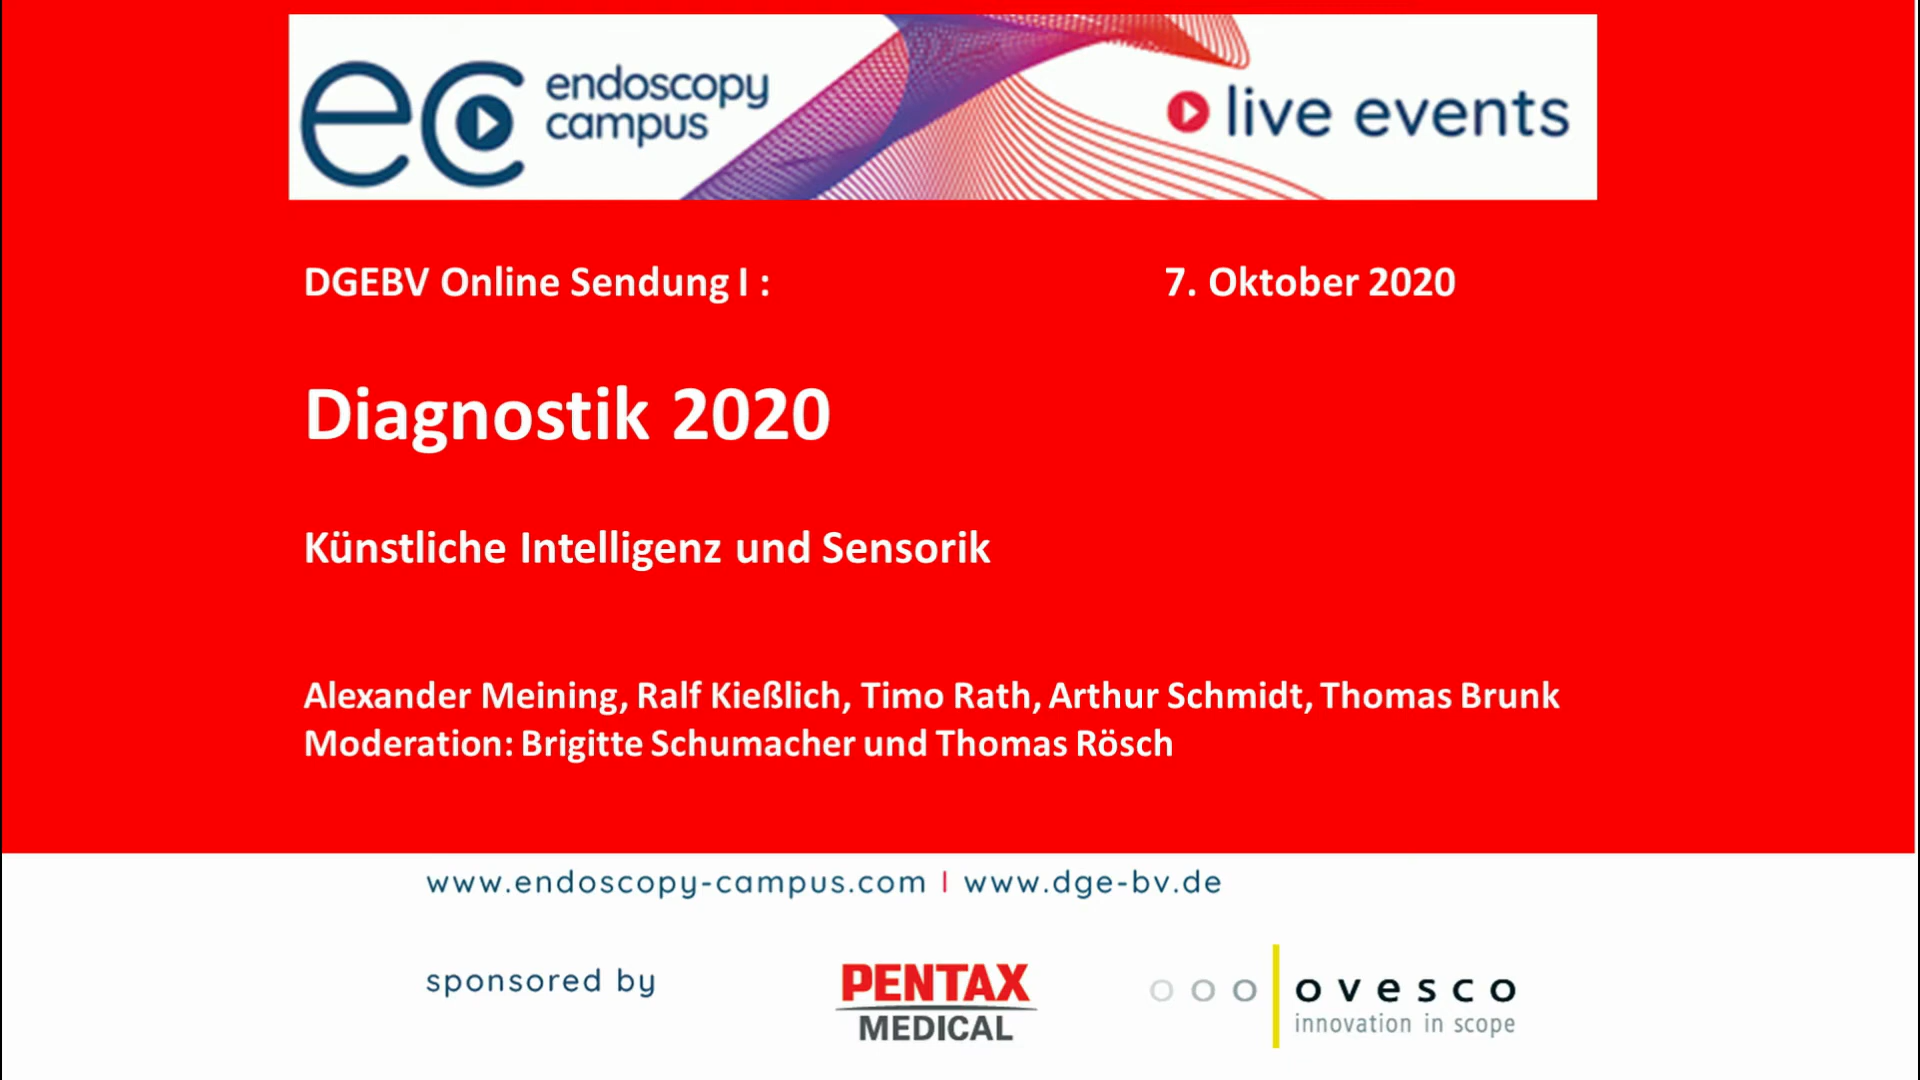 ec endoscopy
campus
live events
DGEBV Online Sendung I : 7. Oktober 2020
Diagnostik 2020
Künstliche Intelligenz und Sensorik
Alexander Meining, Ralf Kießlich, Timo Rath, Arthur Schmidt, Thomas Brunk
Moderation: Brigitte Schumacher und Thomas Rösch
www.endoscopy-campus.com | www.dge-bv.de
sponsored by
PENTAX
MEDICAL
ovesco
innovation in scope